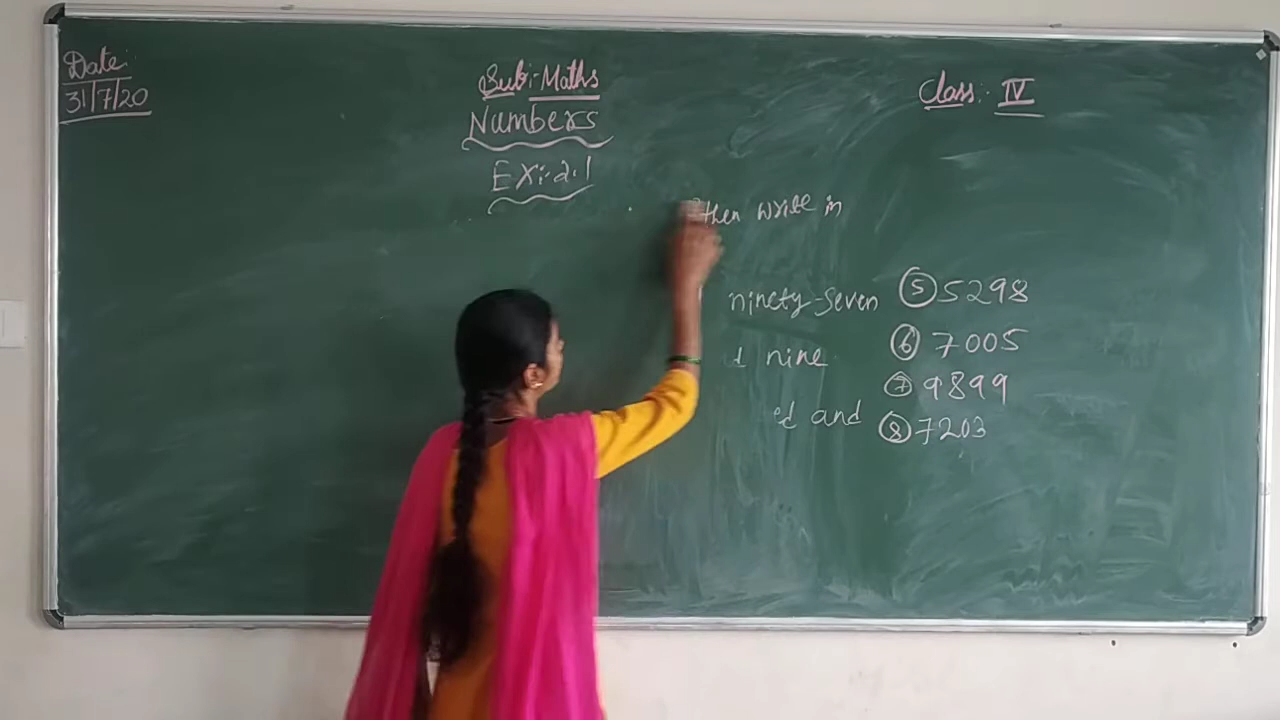 Date:
31/7/20
Sub:- Maths
Class:- IV
Numbers
Ex:-2.1
then write in
ninety-seven ⑤ 5298
nine ⑥ 7005
⑦ 9899
and ⑧ 7203